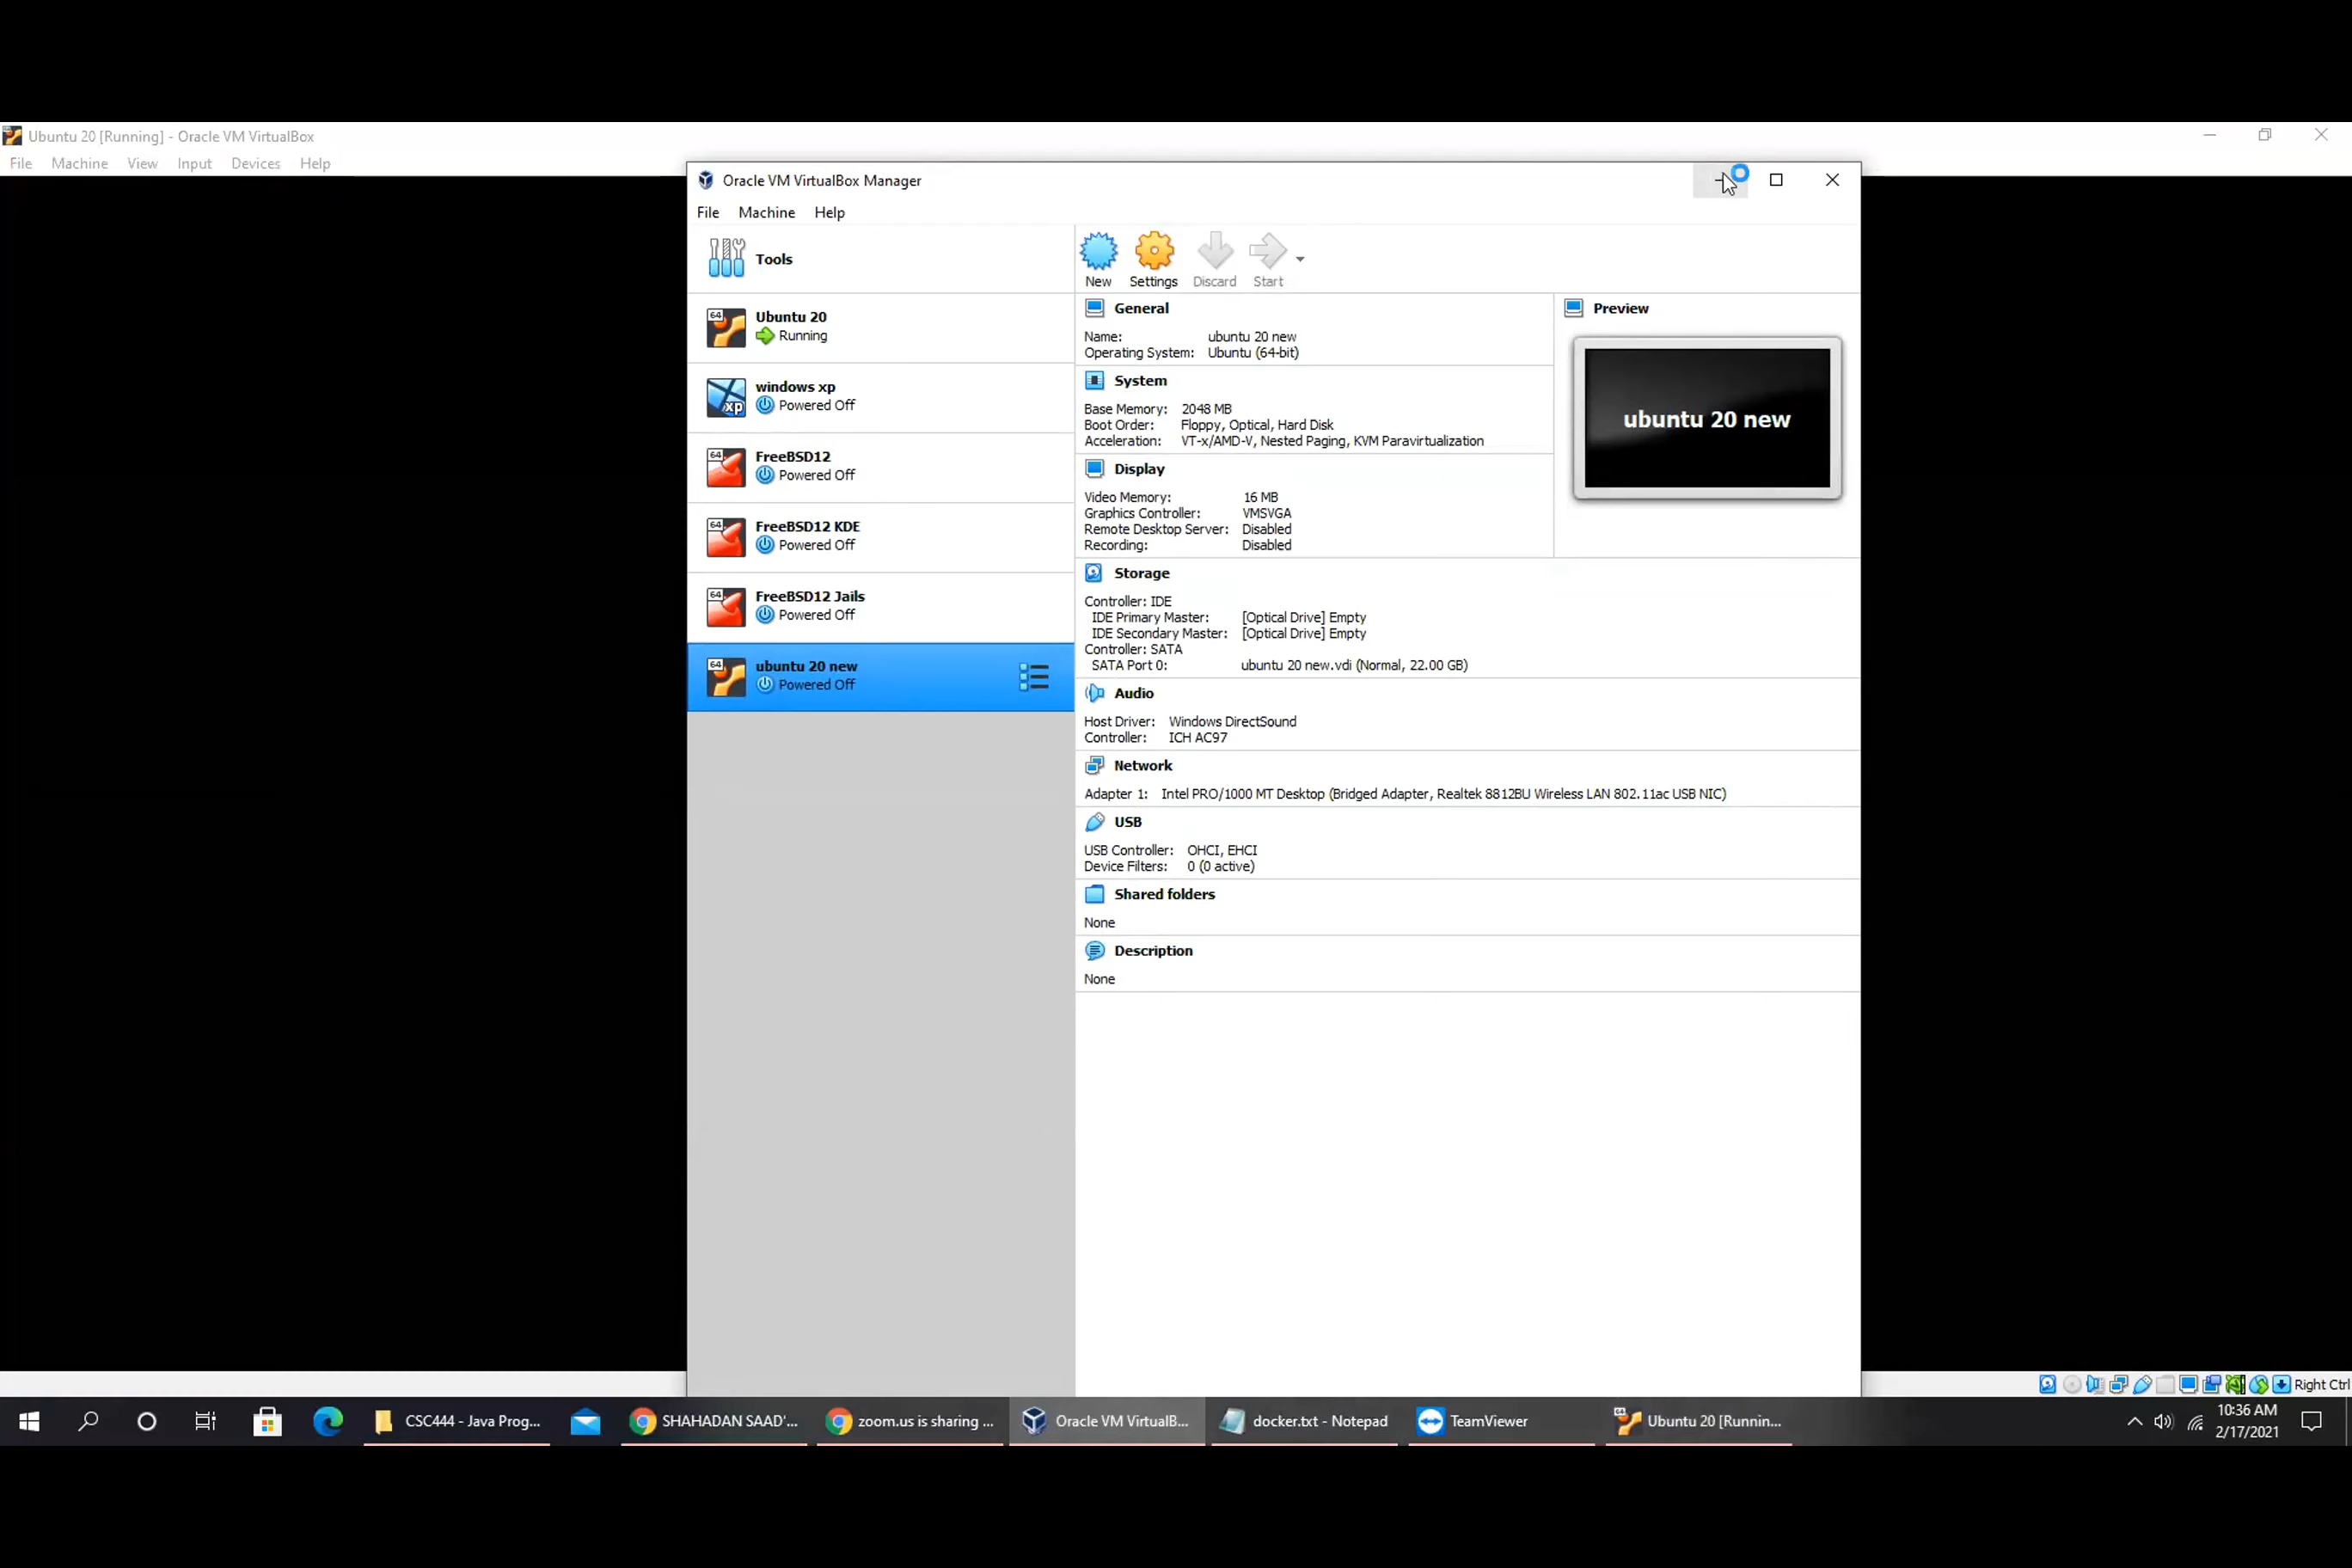 Ubuntu 20 [Running] - Oracle VM VirtualBox
File Machine View Input Devices Help
Oracle VM VirtualBox Manager
File Machine Help
Tools
New Settings Discard Start
64 Ubuntu 20
Running
windows xp
xp Powered Off
64 FreeBSD12
Powered Off
64 FreeBSD12 KDE
Powered Off
64 FreeBSD12 Jails
Powered Off
64 ubuntu 20 new
Powered Off
General
Name: ubuntu 20 new
Operating System: Ubuntu (64-bit)
System
Base Memory: 2048 MB
Boot Order: Floppy, Optical, Hard Disk
Acceleration: VT-x/AMD-V, Nested Paging, KVM Paravirtualization
Display
Video Memory: 16 MB
Graphics Controller: VMSVGA
Remote Desktop Server: Disabled
Recording: Disabled
Preview
ubuntu 20 new
Storage
Controller: IDE
IDE Primary Master: [Optical Drive] Empty
IDE Secondary Master: [Optical Drive] Empty
Controller: SATA
SATA Port 0: ubuntu 20 new.vdi (Normal, 22.00 GB)
Audio
Host Driver: Windows DirectSound
Controller: ICH AC97
Network
Adapter 1: Intel PRO/1000 MT Desktop (Bridged Adapter, Realtek 8812BU Wireless LAN 802.11ac USB NIC)
USB
USB Controller: OHCI, EHCI
Device Filters: 0 (0 active)
Shared folders
None
Description
None
Right Ctrl
CSC444 - Java Prog... SHAHADAN SAAD'... zoom.us is sharing ... Oracle VM VirtualB... docker.txt - Notepad TeamViewer Ubuntu 20 [Runnin...
10:36 AM
2/17/2021